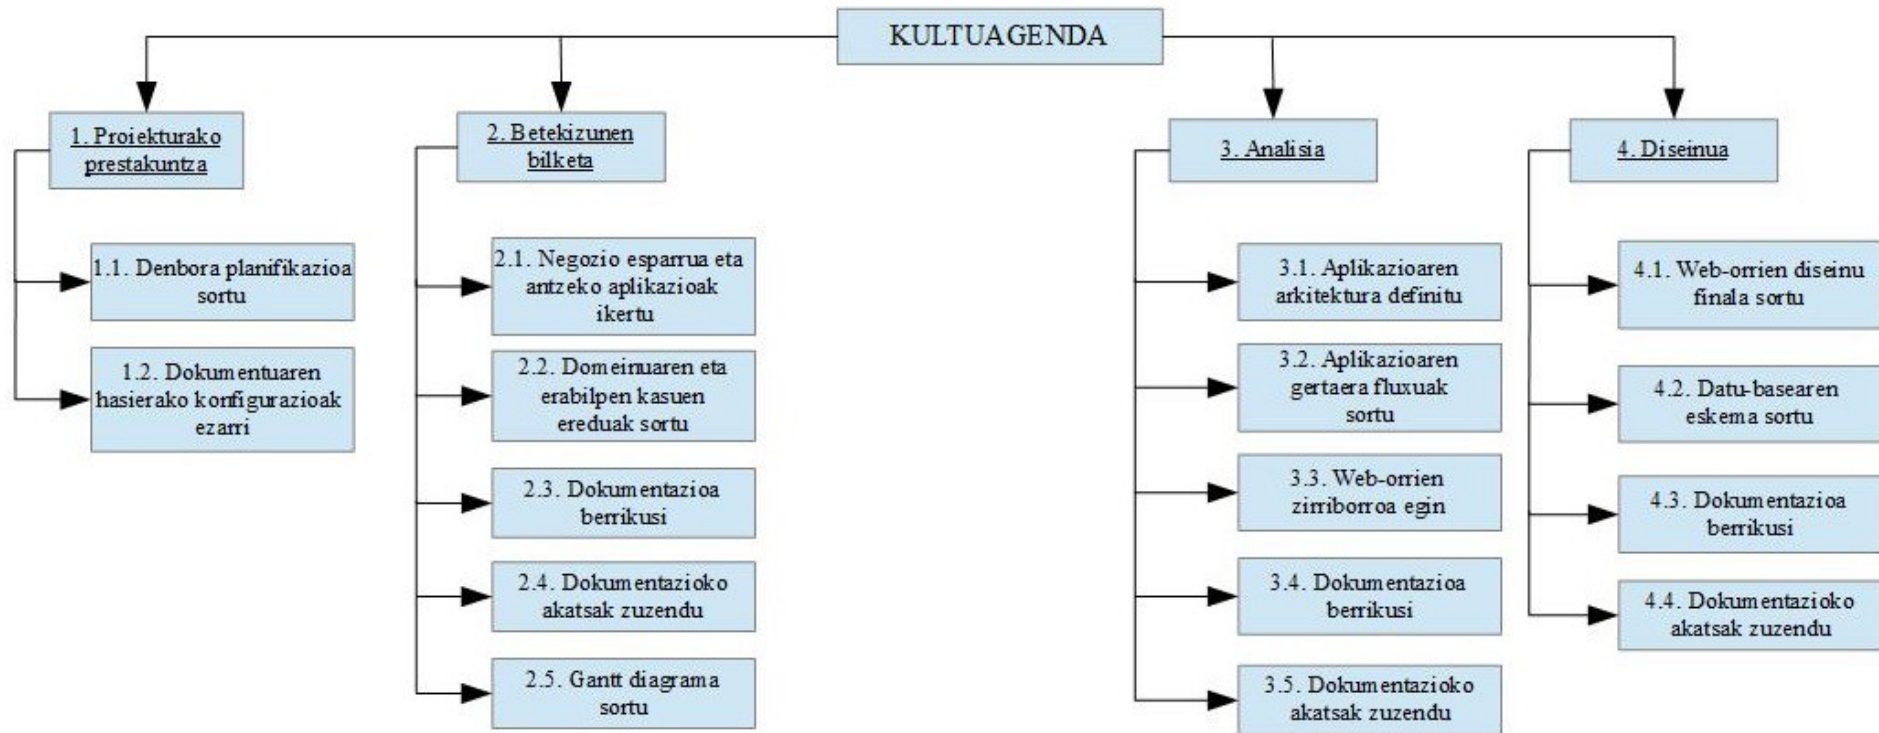 KULTUAGENDA
1. Proiekturako
prestakuntza
1.1. Denbora planifikazioa
sortu
1.2. Dokumentuaren
hasierako konfigurazioak
ezarri
2. Betekizunen
bilketa
2.1. Negozio esparrua eta
antzeko aplikazioak
ikertu
2.2. Domeinuaren eta
erabilpen kasuen
ereduak sortu
2.3. Dokumentazioa
berrikusi
2.4. Dokumentazioko
akatsak zuzendu
2.5. Gantt diagrama
sortu
3. Analisia
3.1. Aplikazioaren
arkitektura definitu
3.2. Aplikazioaren
gertaera fluxuak
sortu
3.3. Web-orrien
zirriborroa egin
3.4. Dokumentazioa
berrikusi
3.5. Dokumentazioko
akatsak zuzendu
4. Diseinua
4.1. Web-orrien diseinu
finala sortu
4.2. Datu-basearen
eskema sortu
4.3. Dokumentazioa
berrikusi
4.4. Dokumentazioko
akatsak zuzendu